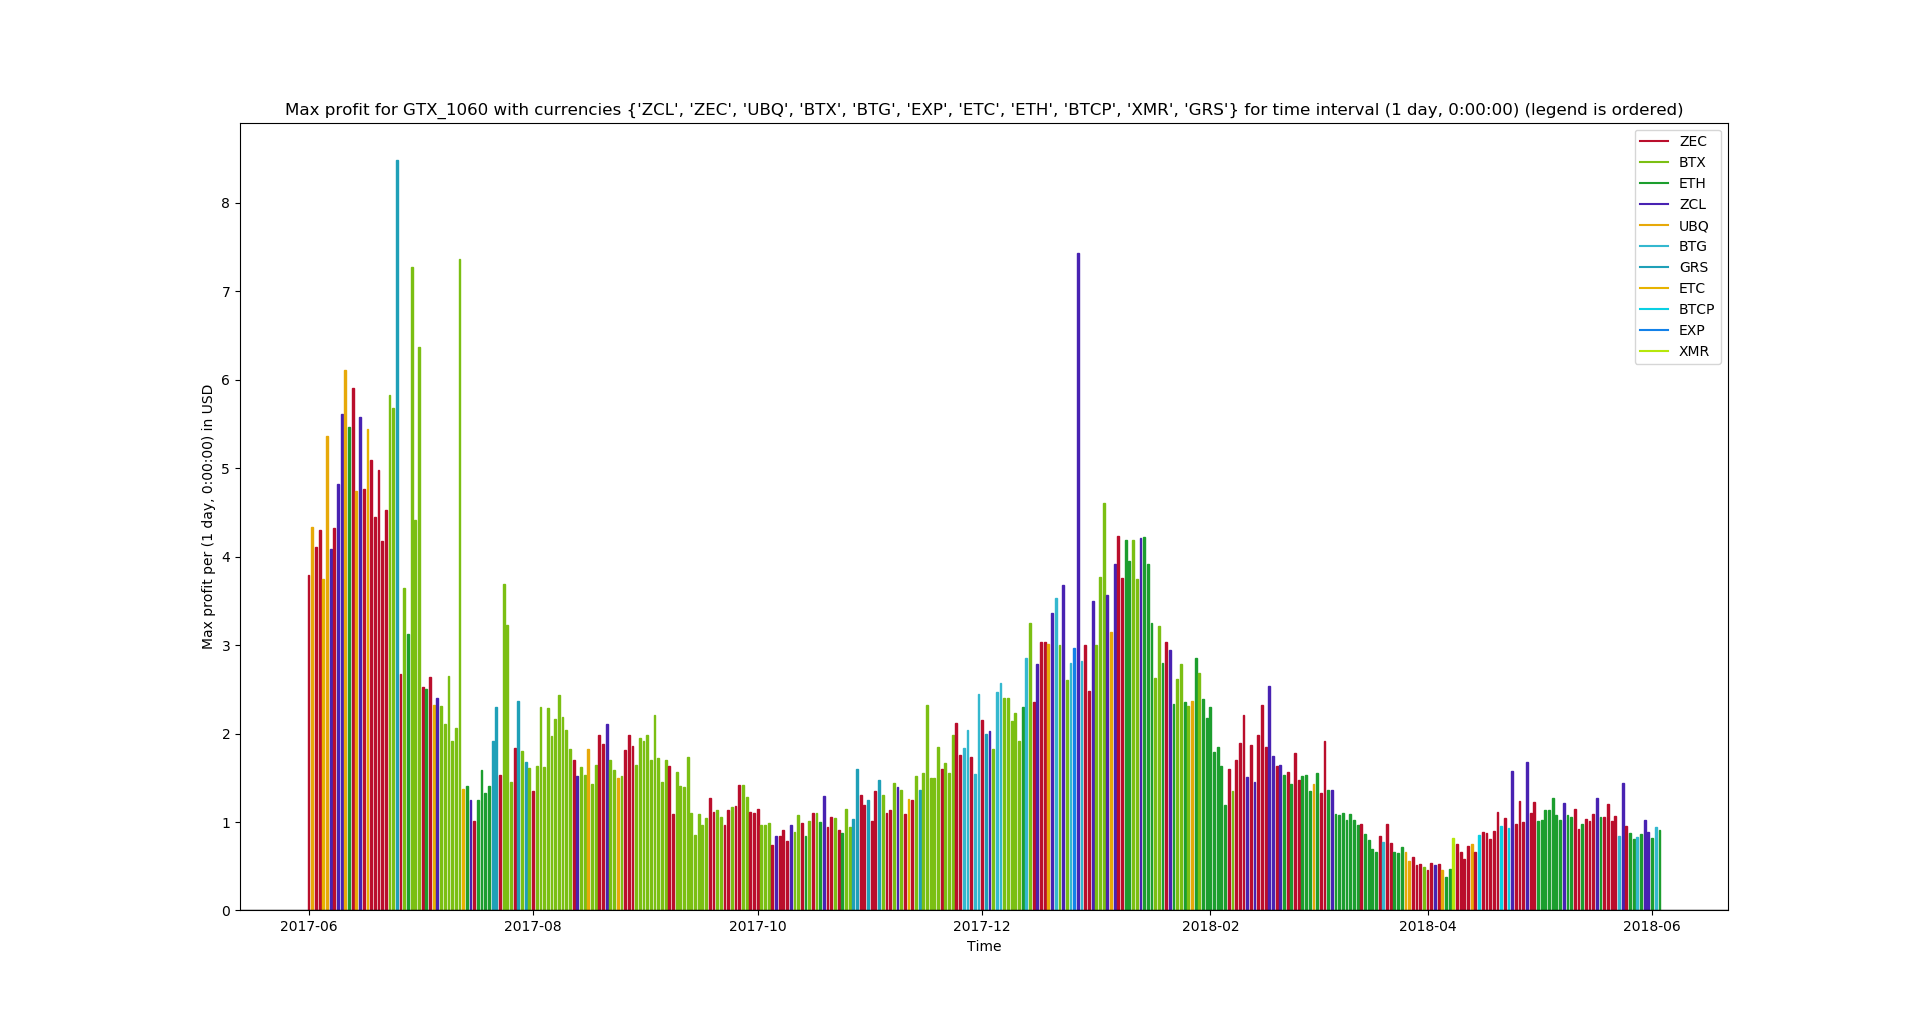 Max profit for GTX_1060 with currencies {'ZCL', 'ZEC', 'UBQ', 'BTX', 'BTG', 'EXP', 'ETC', 'ETH', 'BTCP', 'XMR', 'GRS'} for time interval (1 day, 0:00:00) (legend is ordered)
ZEC
BTX
ETH
ZCL
UBQ
BTG
GRS
ETC
BTCP
EXP
XMR
Max profit per (1 day, 0:00:00) in USD
8
7
6
5
4
3
2
1
0
2017-06
2017-08
2017-10
2017-12
2018-02
2018-04
2018-06
Time